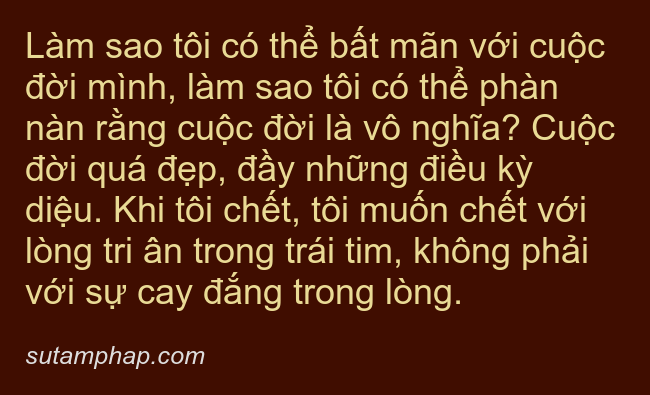 Làm sao tôi có thể bất mãn với cuộc
đời mình, làm sao tôi có thể phàn
nàn rằng cuộc đời là vô nghĩa? Cuộc
đời quá đẹp, đầy những điều kỳ
diệu. Khi tôi chết, tôi muốn chết với
lòng tri ân trong trái tim, không phải
với sự cay đắng trong lòng.
sutamphap.com